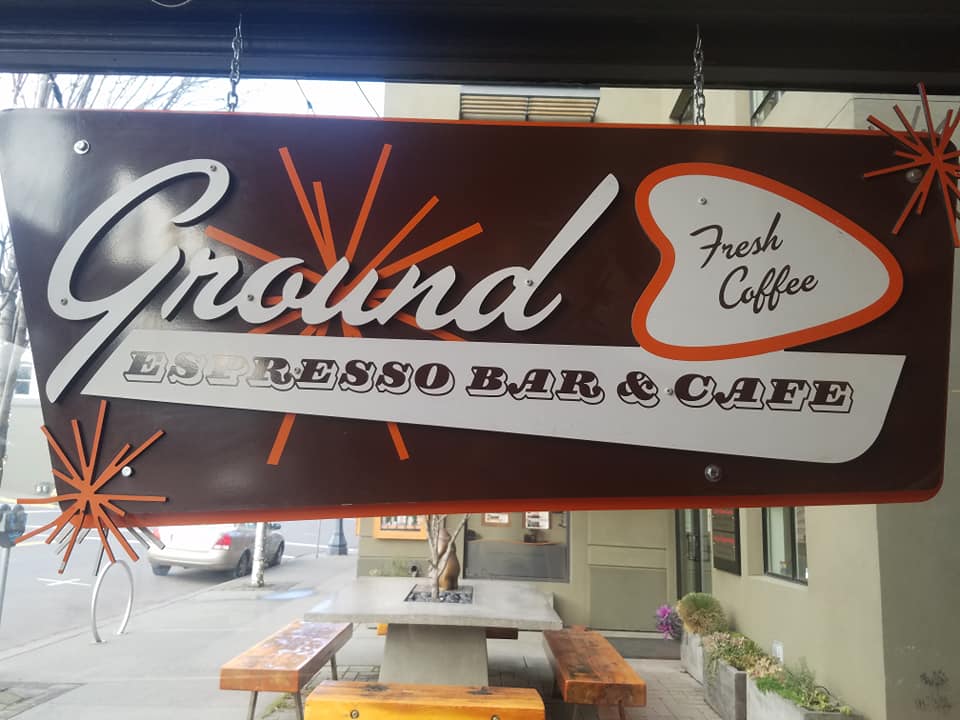 Ground
Fresh
Coffee
ESPRESSO BAR & CAFE